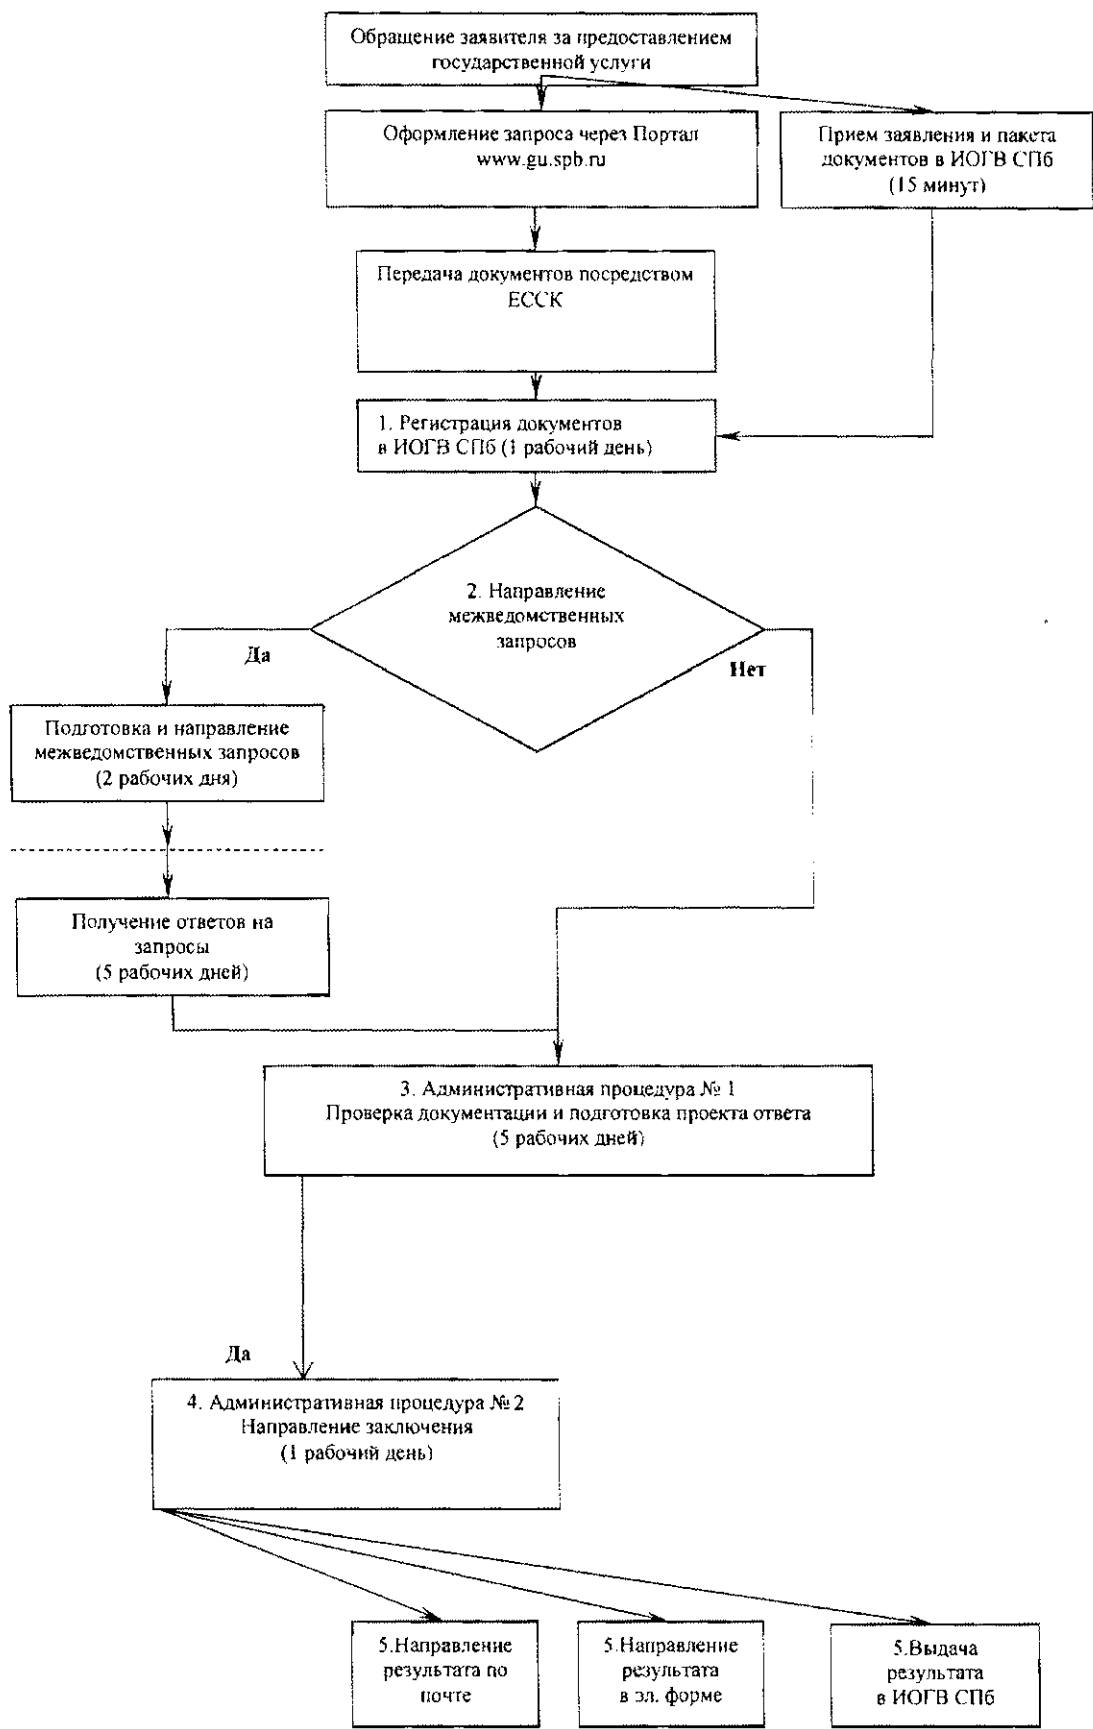 Обращение заявителя за предоставлением
государственной услуги
Оформление запроса через Портал
www.gu.spb.ru
Прием заявления и пакета
документов в ИОГВ СПб
(15 минут)
Передача документов посредством
ЕССК
1. Регистрация документов
в ИОГВ СПб (1 рабочий день)
2. Направление
межведомственных
запросов
Да
Нет
Подготовка и направление
межведомственных запросов
(2 рабочих дня)
Получение ответов на
запросы
(5 рабочих дней)
3. Административная процедура № 1
Проверка документации и подготовка проекта ответа
(5 рабочих дней)
Да
4. Административная процедура № 2
Направление заключения
(1 рабочий день)
5.Направление
результата по
почте
5.Направление
результата
в эл. форме
5.Выдача
результата
в ИОГВ СПб